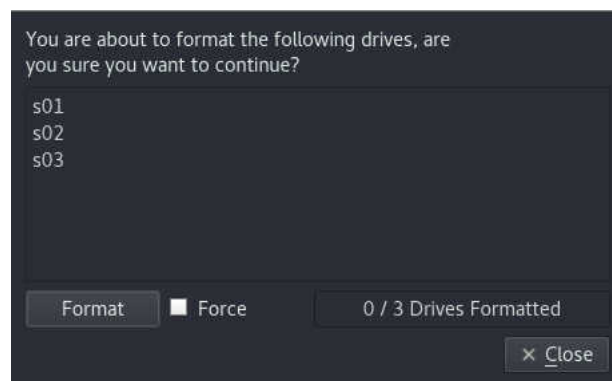 You are about to format the following drives, are
you sure you want to continue?
s01
s02
s03
Format Force 0 / 3 Drives Formatted
× Close